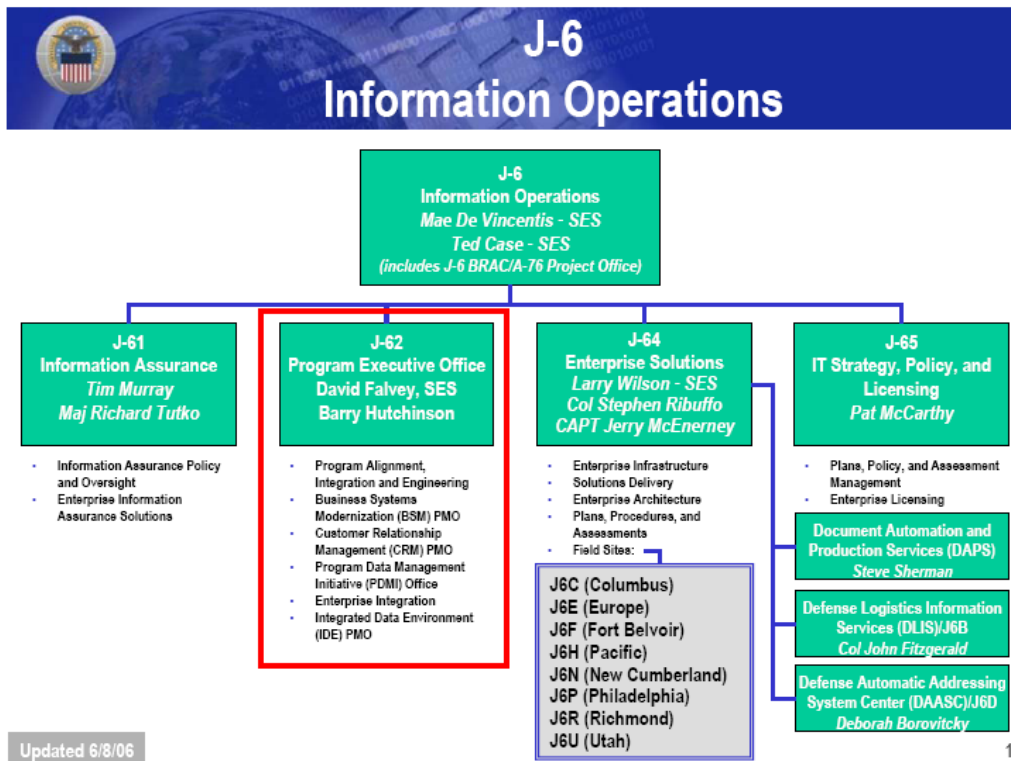 J-6
Information Operations
J-6
Information Operations
Mae De Vincentis - SES
Ted Case - SES
(includes J-6 BRAC/A-76 Project Office)
J-61
Information Assurance
Tim Murray
Maj Richard Tutko
▪ Information Assurance Policy
and Oversight
▪ Enterprise Information
Assurance Solutions
J-62
Program Executive Office
David Falvey, SES
Barry Hutchinson
▪ Program Alignment,
Integration and Engineering
▪ Business Systems
Modernization (BSM) PMO
▪ Customer Relationship
Management (CRM) PMO
▪ Program Data Management
Initiative (PDMI) Office
▪ Enterprise Integration
▪ Integrated Data Environment
(IDE) PMO
J-64
Enterprise Solutions
Larry Wilson - SES
Col Stephen Ribuffo
CAPT Jerry McEnerney
▪ Enterprise Infrastructure
▪ Solutions Delivery
▪ Enterprise Architecture
▪ Plans, Procedures, and
Assessments
▪ Field Sites:
J6C (Columbus)
J6E (Europe)
J6F (Fort Belvoir)
J6H (Pacific)
J6N (New Cumberland)
J6P (Philadelphia)
J6R (Richmond)
J6U (Utah)
J-65
IT Strategy, Policy, and
Licensing
Pat McCarthy
▪ Plans, Policy, and Assessment
Management
▪ Enterprise Licensing
Document Automation and
Production Services (DAPS)
Steve Sherman
Defense Logistics Information
Services (DLIS)/J6B
Col John Fitzgerald
Defense Automatic Addressing
System Center (DAASC)/J6D
Deborah Borovitcky
Updated 6/8/06
1